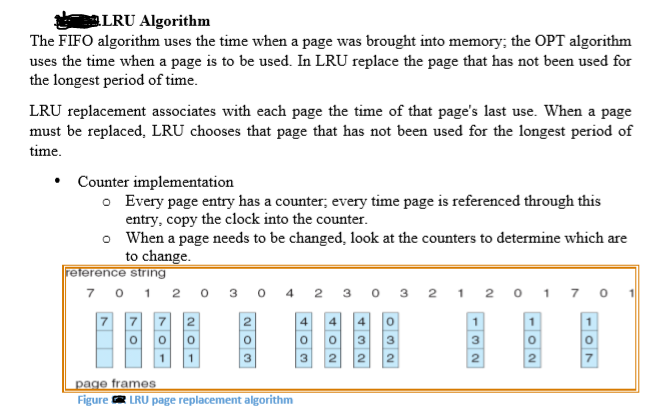 LRU Algorithm
The FIFO algorithm uses the time when a page was brought into memory; the OPT algorithm
uses the time when a page is to be used. In LRU replace the page that has not been used for
the longest period of time.
LRU replacement associates with each page the time of that page's last use. When a page
must be replaced, LRU chooses that page that has not been used for the longest period of
time.
• Counter implementation
o Every page entry has a counter; every time page is referenced through this
entry, copy the clock into the counter.
o When a page needs to be changed, look at the counters to determine which are
to change.
reference string
7 0 1 2 0 3 0 4 2 3 0 3 2 1 2 0 1 7 0 1
7 7 7 2 2 4 4 4 0 1 1 1
0 0 0 0 0 0 3 3 3 0 0
1 1 3 3 2 2 2 2 2 7
page frames
Figure LRU page replacement algorithm